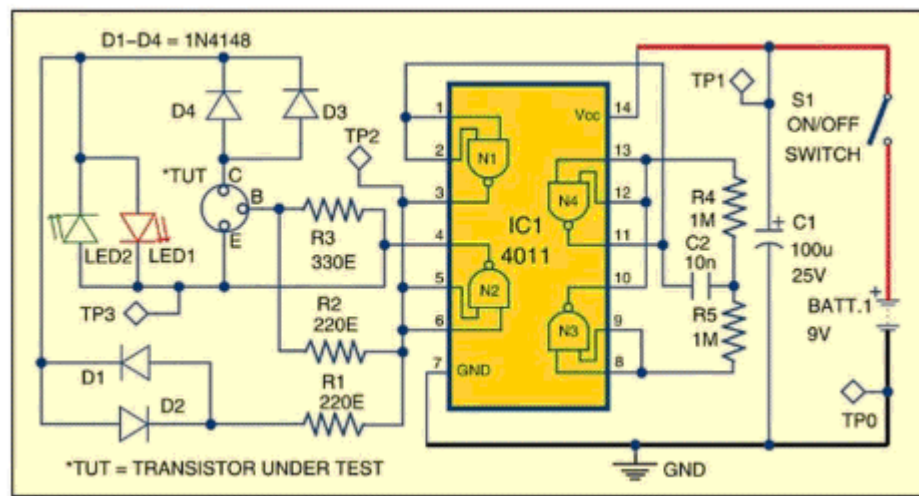 D1–D4 = 1N4148
D4
D3
*TUT
C
B
E
TP2
TP1
S1
ON/OFF
SWITCH
1
2
3
4
5
6
7
14
13
12
11
10
9
8
Vcc
N1
N4
IC1
4011
N2
N3
GND
R3
330E
R2
220E
R1
220E
LED2
LED1
TP3
D1
D2
R4
1M
C2
10n
R5
1M
+
C1
100u
25V
+
BATT.1
9V
TP0
GND
*TUT = TRANSISTOR UNDER TEST